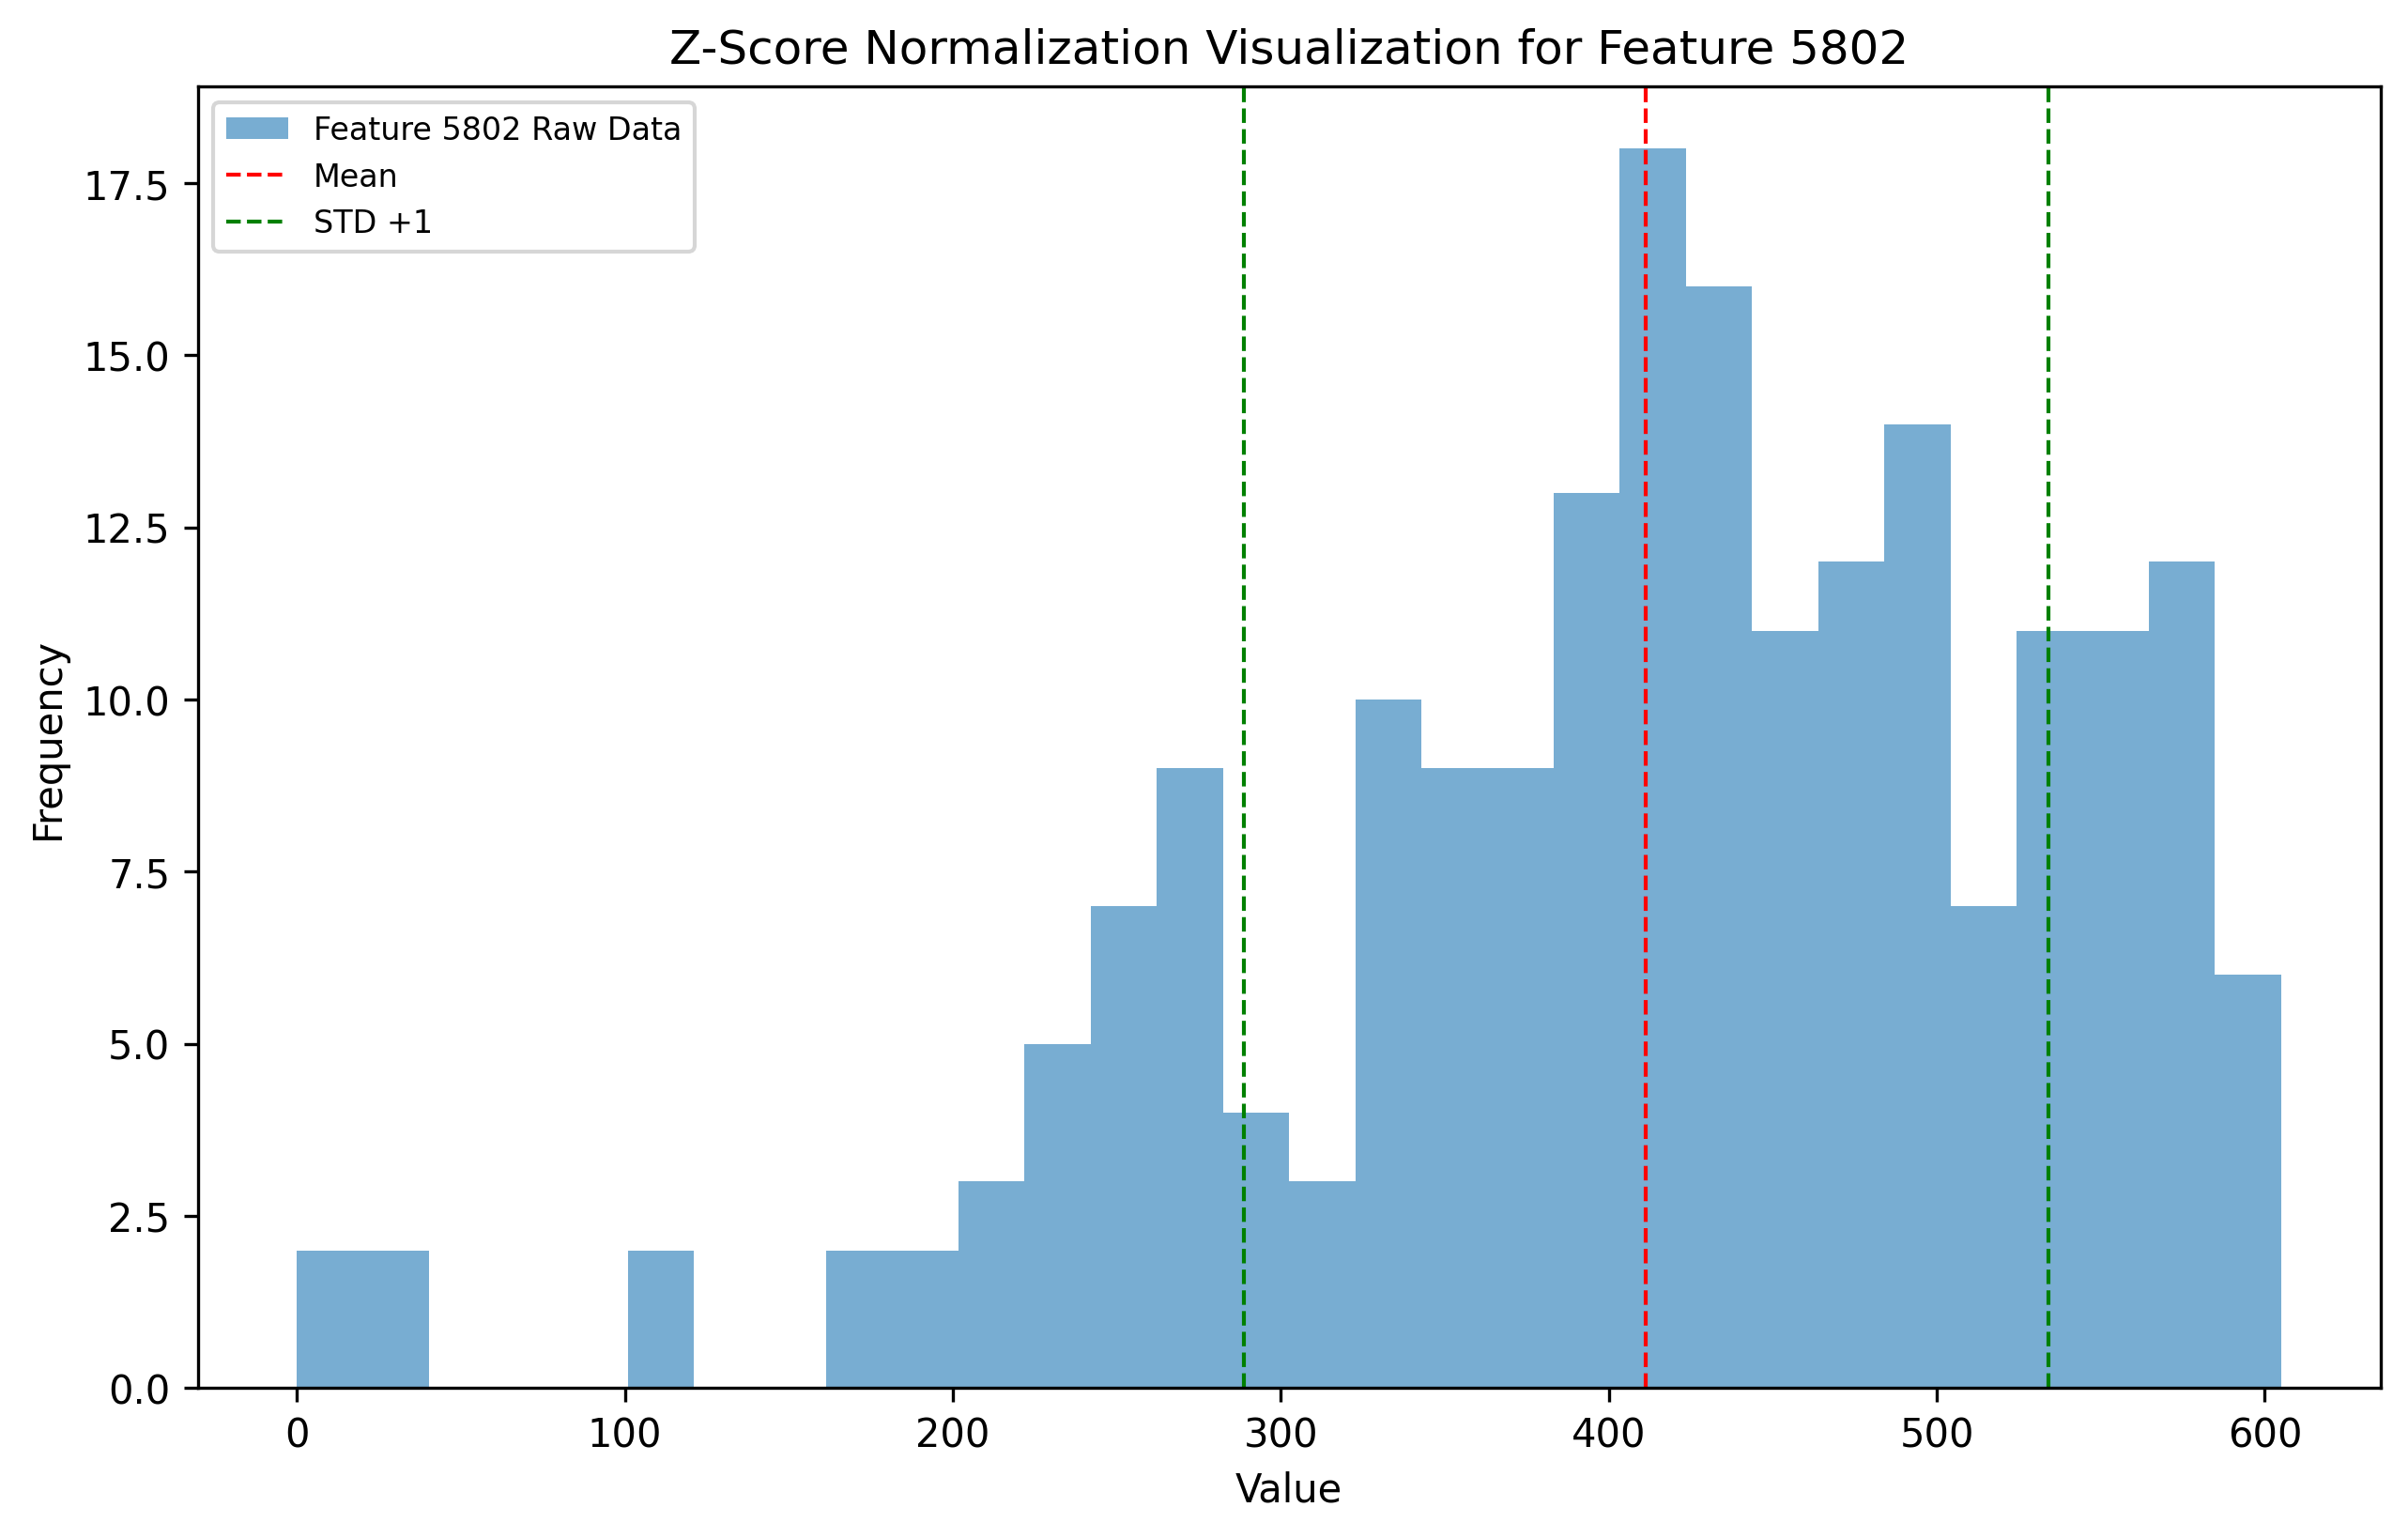 Z-Score Normalization Visualization for Feature 5802
Feature 5802 Raw Data
Mean
STD +1
17.5
15.0
12.5
10.0
7.5
5.0
2.5
0.0
Frequency
0 100 200 300 400 500 600
Value